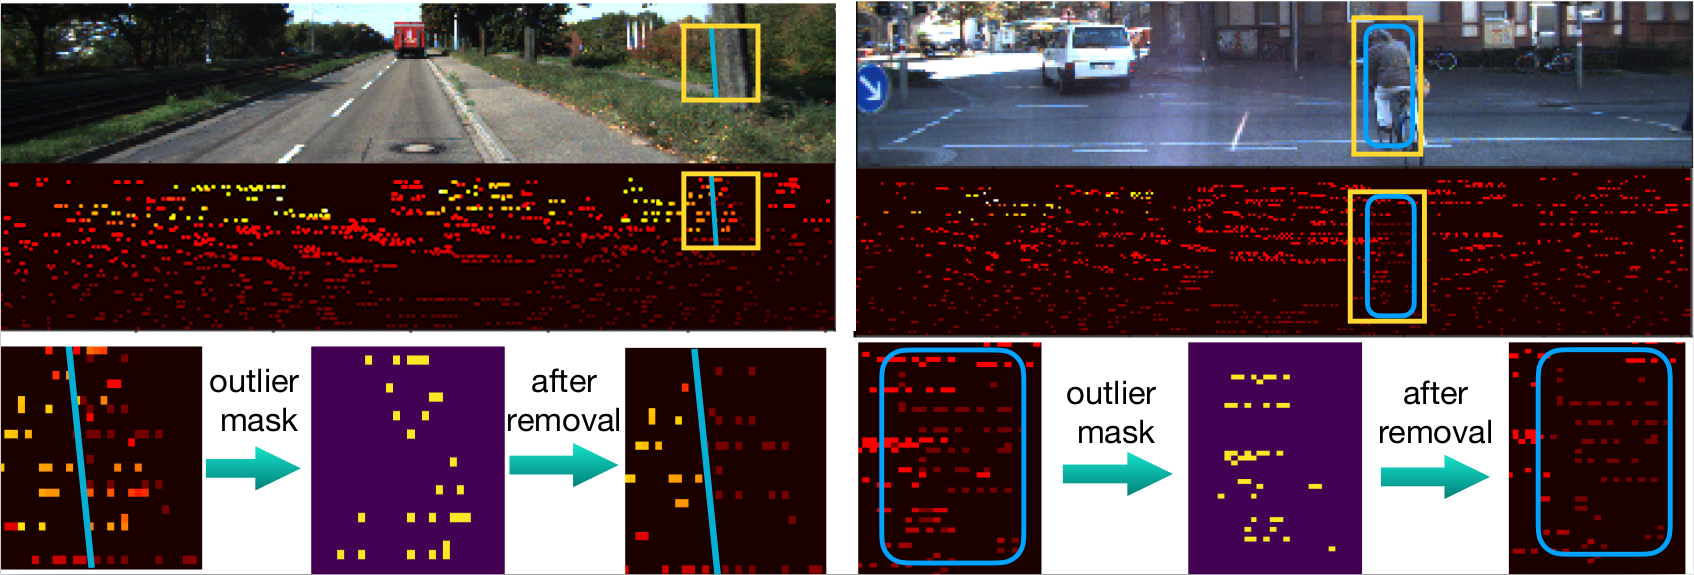 outlier
mask
after
removal
outlier
mask
after
removal